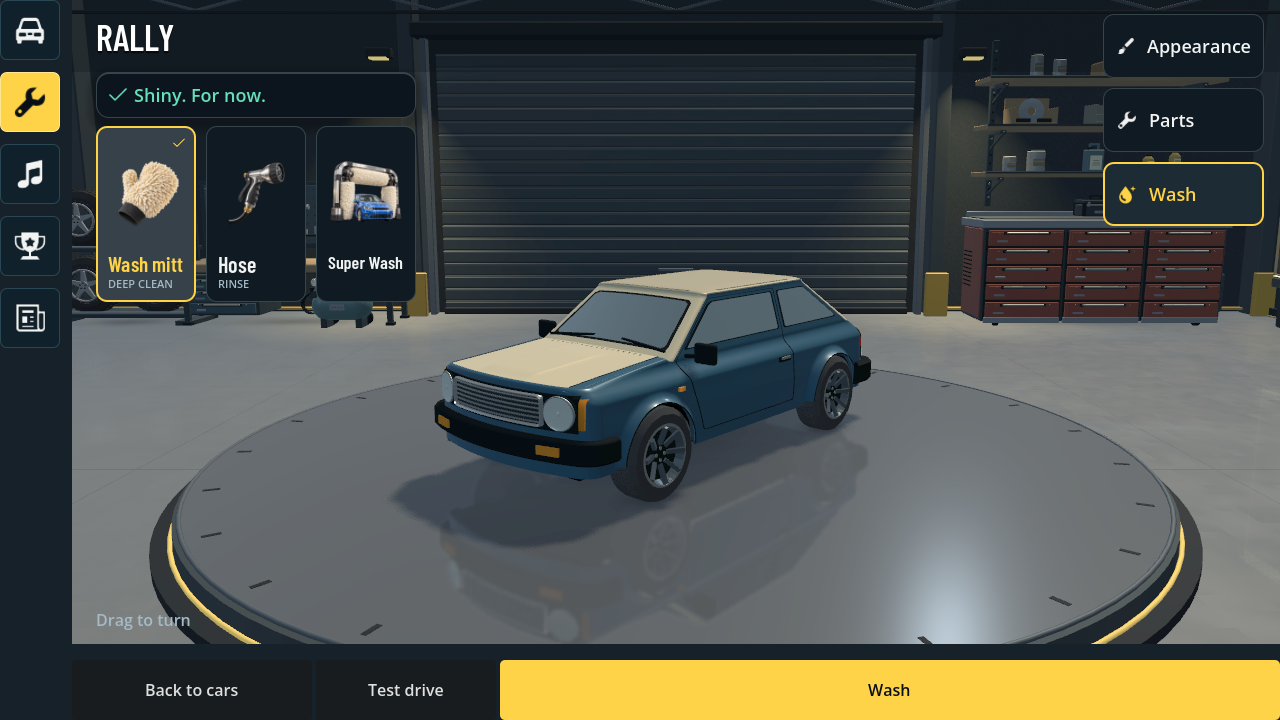 RALLY
Shiny. For now.
Wash mitt
DEEP CLEAN
Hose
RINSE
Super Wash
Appearance
Parts
Wash
Drag to turn
Back to cars
Test drive
Wash